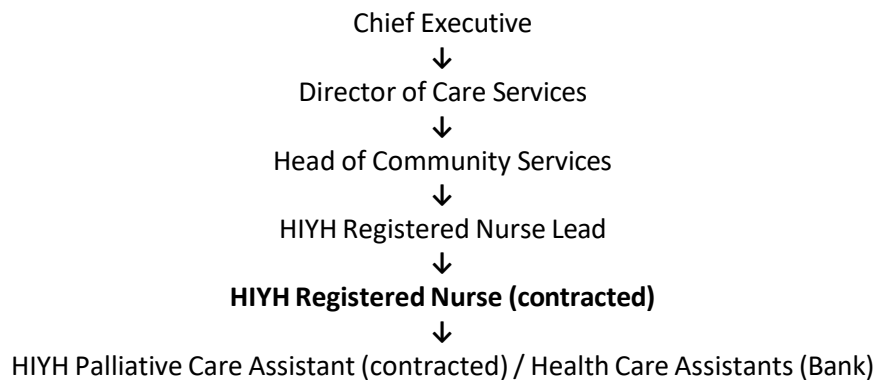 Chief Executive
↓
Director of Care Services
↓
Head of Community Services
↓
HIYH Registered Nurse Lead
↓
HIYH Registered Nurse (contracted)
↓
HIYH Palliative Care Assistant (contracted) / Health Care Assistants (Bank)